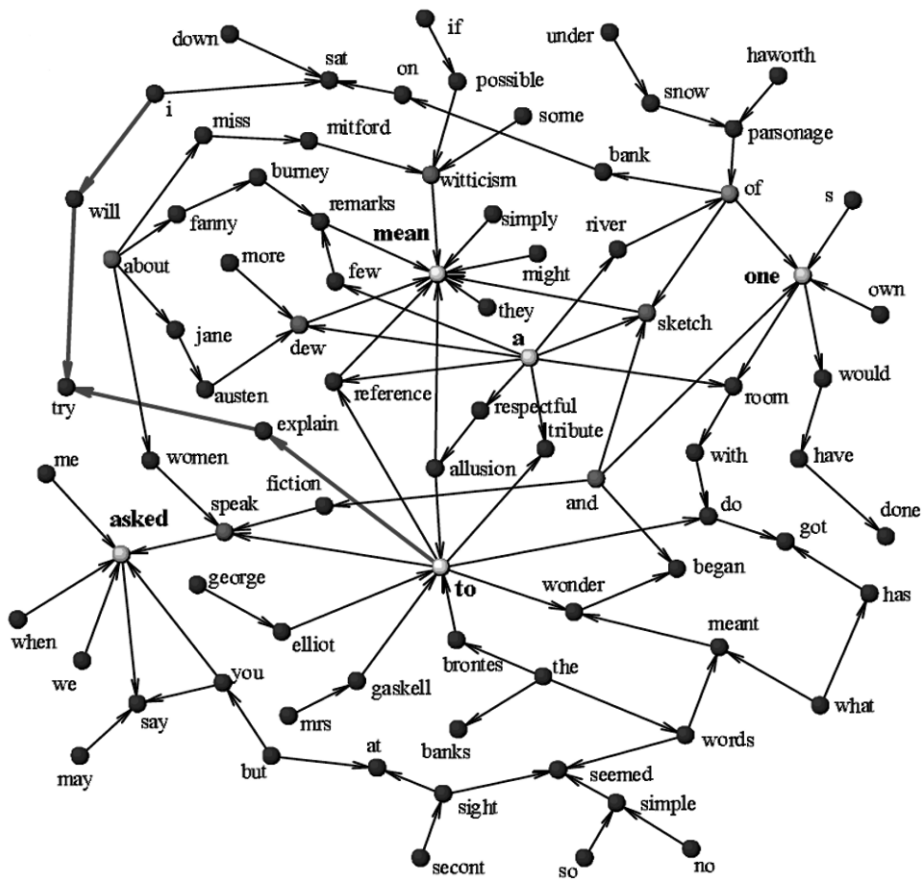 if
under
down
sat
haworth
on
possible
snow
i
some
miss
mitford
parsonage
bank
witticism
burney
of
will
fanny
remarks
simply
river
s
mean
about
more
few
might
one
they
own
jane
dew
a
sketch
would
try
austen
reference
respectful
room
explain
tribute
me
women
with
have
fiction
allusion
and
asked
speak
do
got
done
to
began
george
wonder
has
when
elliot
meant
brontes
we
you
gaskell
the
say
mrs
what
banks
words
may
but
at
seemed
sight
simple
secont
so
no